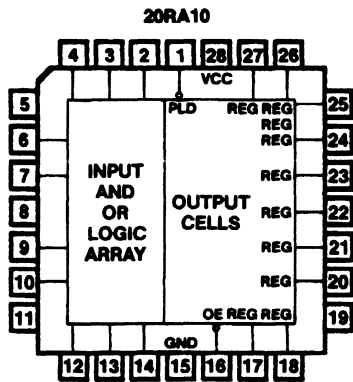 20RA10
4 3 2 1 28 27 26
VCC
5 PLD REG REG 25
REG
6 REG 24
7 INPUT REG 23
AND
8 OR OUTPUT REG 22
LOGIC CELLS
9 ARRAY REG 21
10 REG 20
11 OE REG REG 19
GND
12 13 14 15 16 17 18